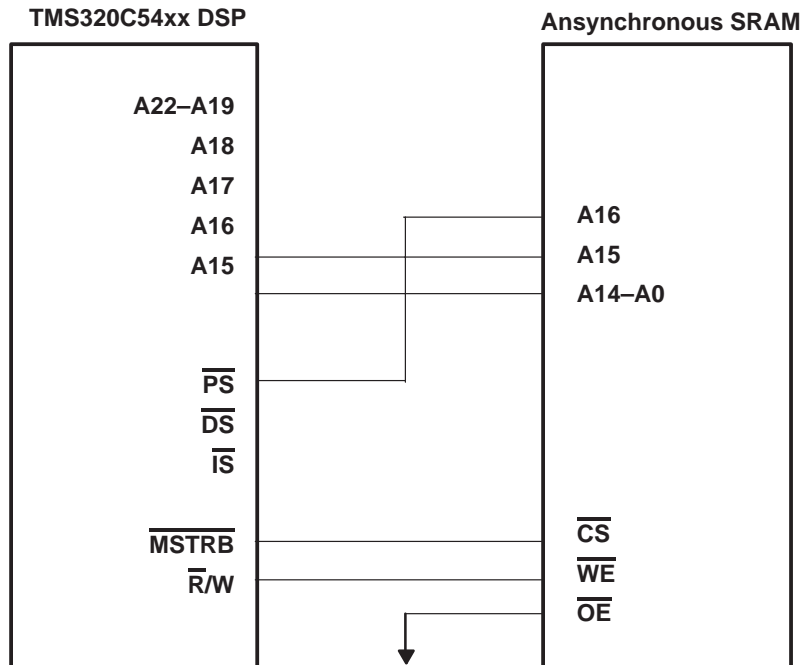 TMS320C54xx DSP
Ansynchronous SRAM
A22–A19
A18
A17
A16
A15
PS
DS
IS
MSTRB
R/W
A16
A15
A14–A0
CS
WE
OE